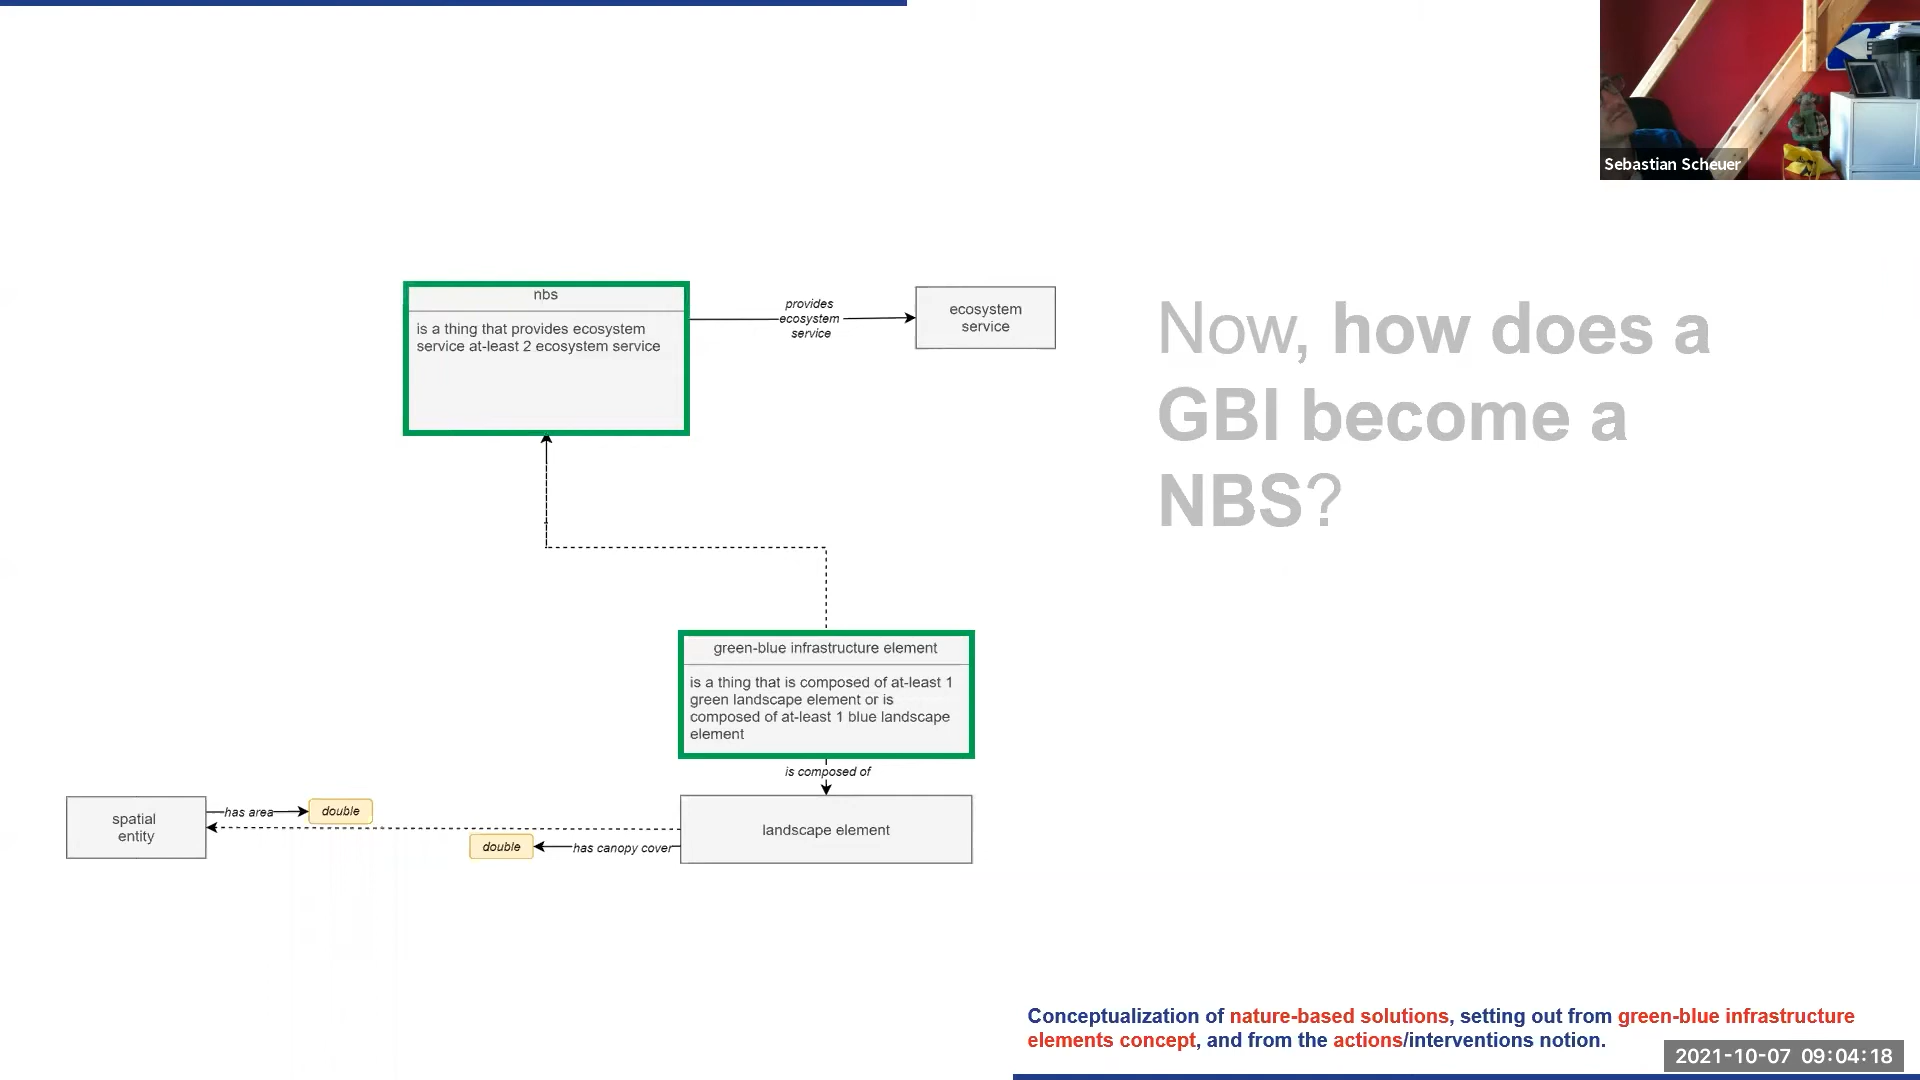 Sebastian Scheuer
nbs
is a thing that provides ecosystem
service at-least 2 ecosystem service
provides
ecosystem
service
ecosystem
service
Now, how does a
GBI become a
NBS?
green-blue infrastructure element
is a thing that is composed of at-least 1
green landscape element or is
composed of at-least 1 blue landscape
element
is composed of
spatial
entity
has area
double
landscape element
double
has canopy cover
Conceptualization of nature-based solutions, setting out from green-blue infrastructure
elements concept, and from the actions/interventions notion.
2021-10-07 09:04:18